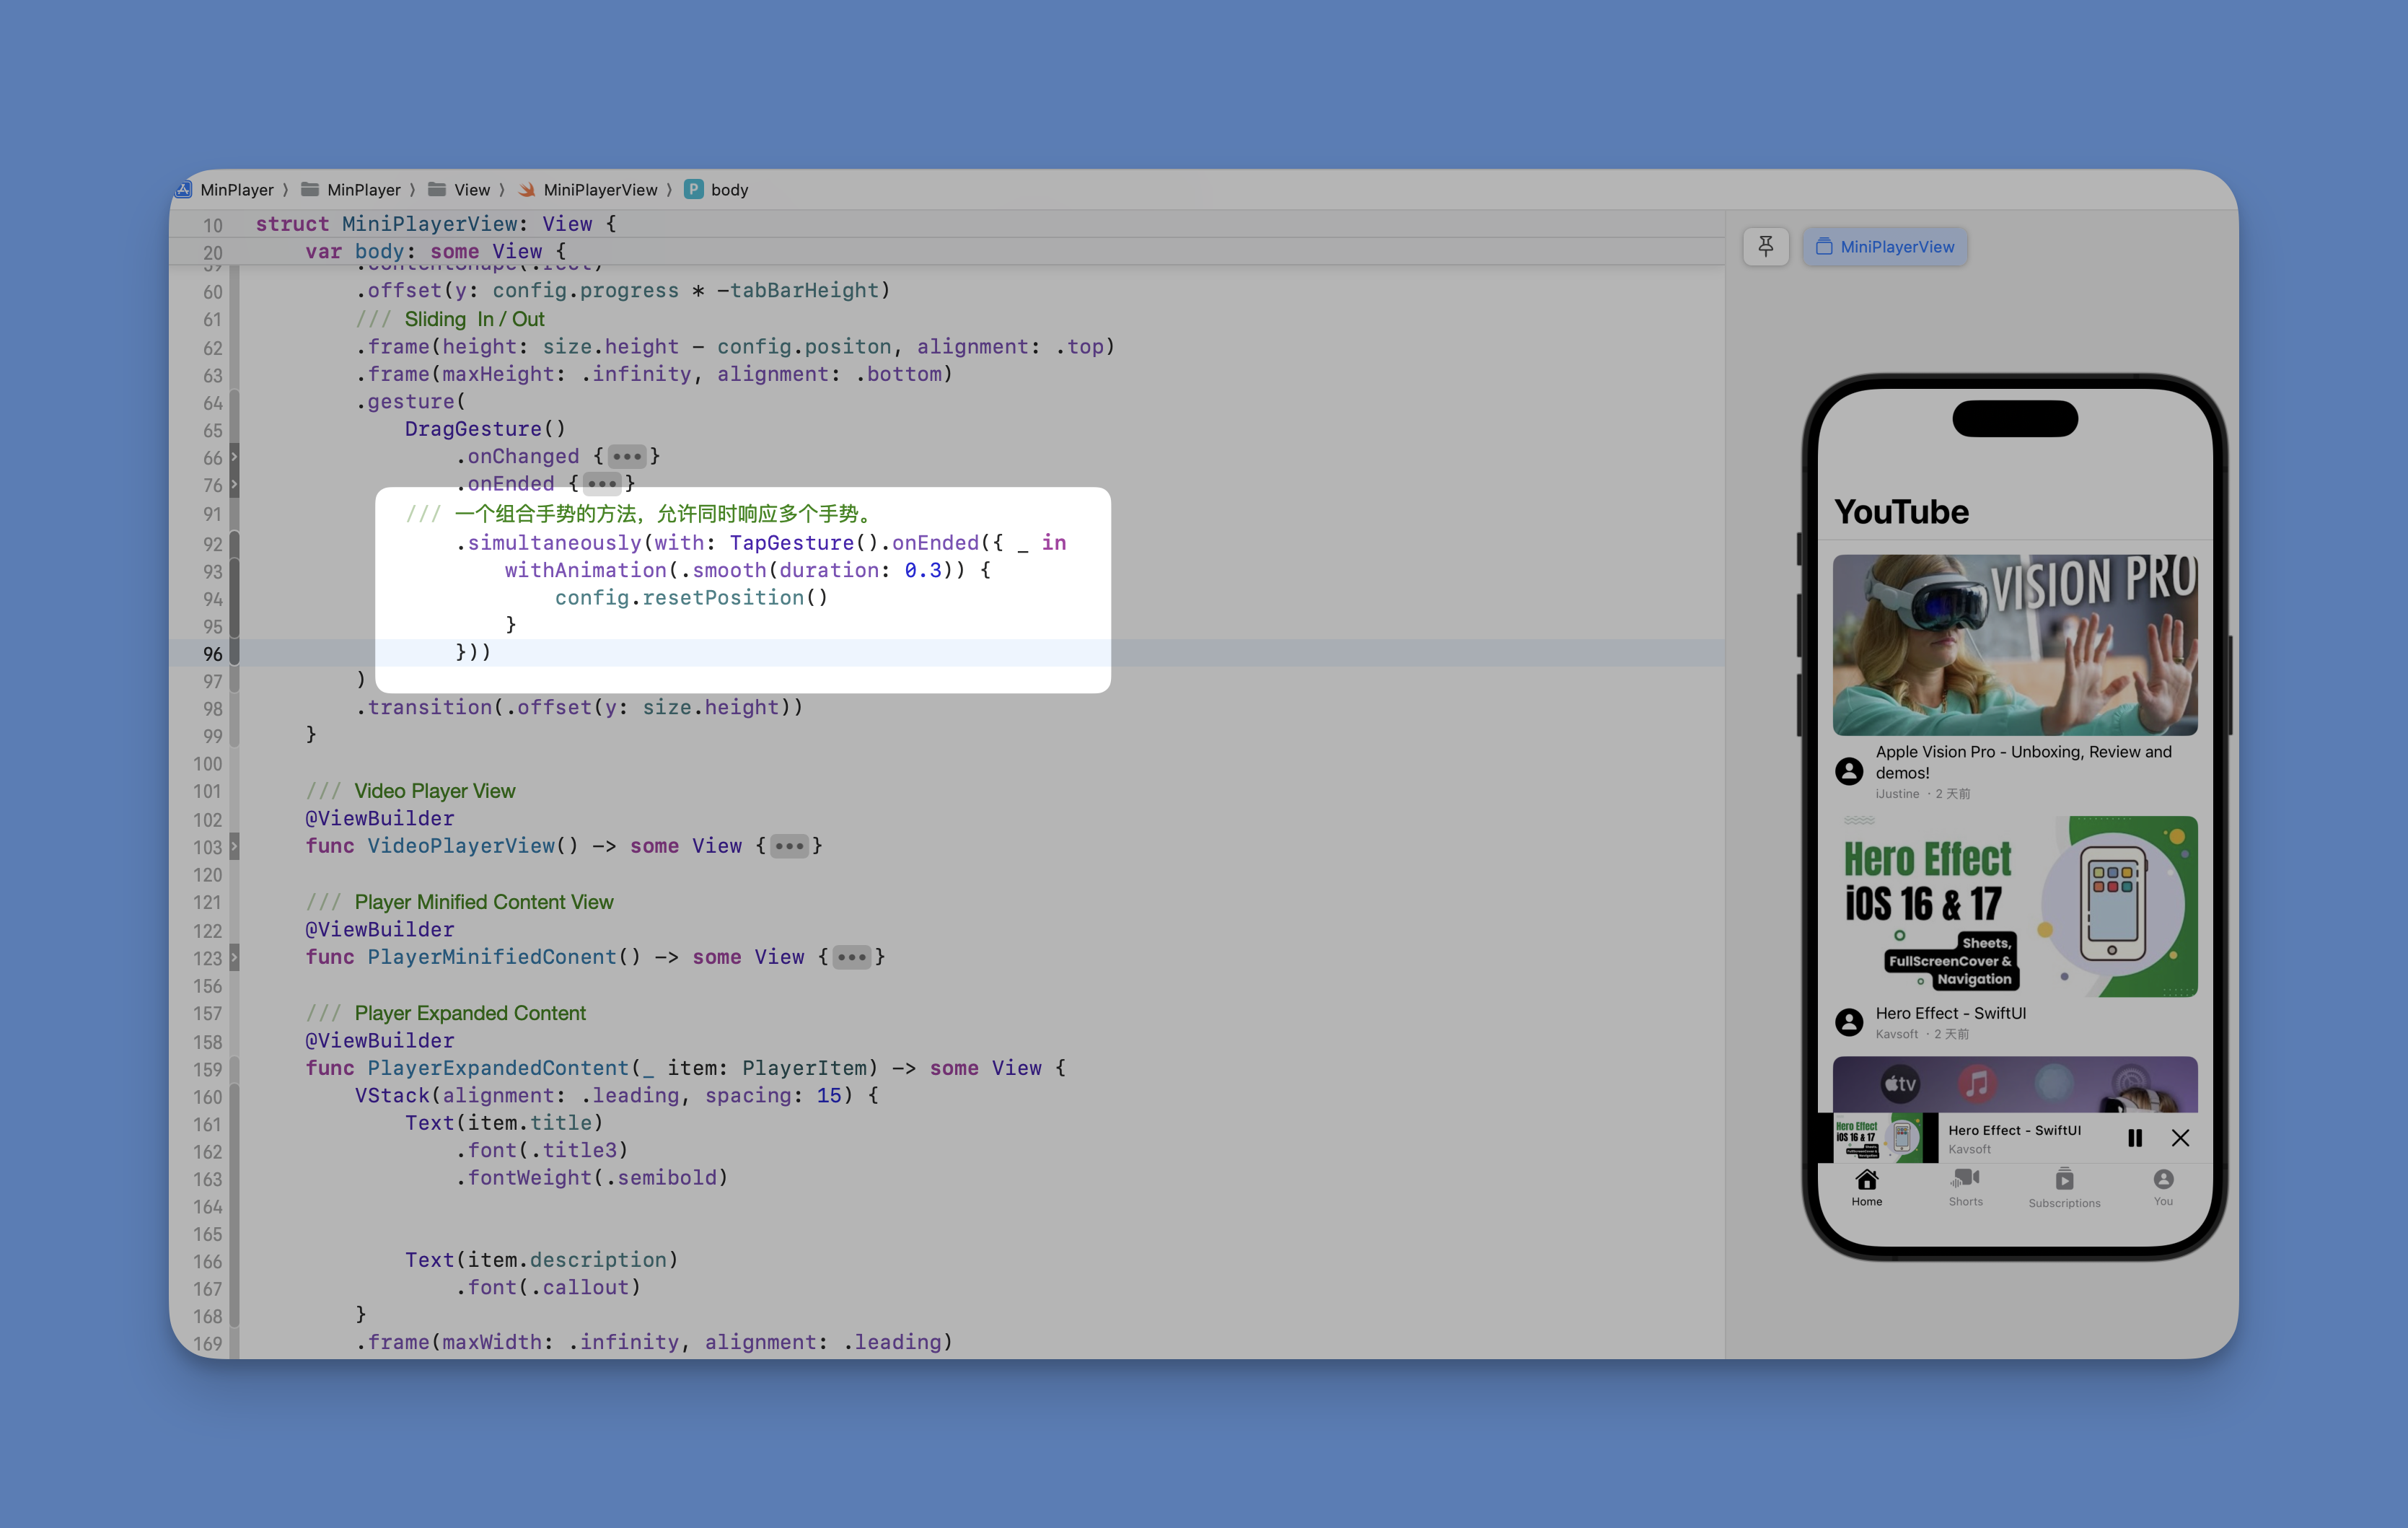 MinPlayer 〉 MinPlayer 〉 View 〉 MiniPlayerView 〉 P body
10 struct MiniPlayerView: View {
20 var body: some View {
59 .contentShape(.rect)
60 .offset(y: config.progress * -tabBarHeight)
61 /// Sliding In / Out
62 .frame(height: size.height - config.positon, alignment: .top)
63 .frame(maxHeight: .infinity, alignment: .bottom)
64 .gesture(
65 DragGesture()
66 .onChanged {•••}
76 .onEnded {•••}
91 /// 一个组合手势的方法，允许同时响应多个手势。
92 .simultaneously(with: TapGesture().onEnded({ _ in
93 withAnimation(.smooth(duration: 0.3)) {
94 config.resetPosition()
95 }
96 }))
97 )
98 .transition(.offset(y: size.height))
99 }
100
101 /// Video Player View
102 @ViewBuilder
103 func VideoPlayerView() -> some View {•••}
120
121 /// Player Minified Content View
122 @ViewBuilder
123 func PlayerMinifiedConent() -> some View {•••}
156
157 /// Player Expanded Content
158 @ViewBuilder
159 func PlayerExpandedContent(_ item: PlayerItem) -> some View {
160 VStack(alignment: .leading, spacing: 15) {
161 Text(item.title)
162 .font(.title3)
163 .fontWeight(.semibold)
164
165
166 Text(item.description)
167 .font(.callout)
168 }
169 .frame(maxWidth: .infinity, alignment: .leading)
MiniPlayerView
YouTube
VISION PRO
Apple Vision Pro - Unboxing, Review and
demos!
iJustine · 2 天前
Hero Effect
iOS 16 & 17
Sheets,
FullScreenCover &
Navigation
Hero Effect - SwiftUI
Kavsoft · 2 天前
tv
Hero Effect
iOS 16 & 17
Hero Effect - SwiftUI
Kavsoft
Home
Shorts
Subscriptions
You